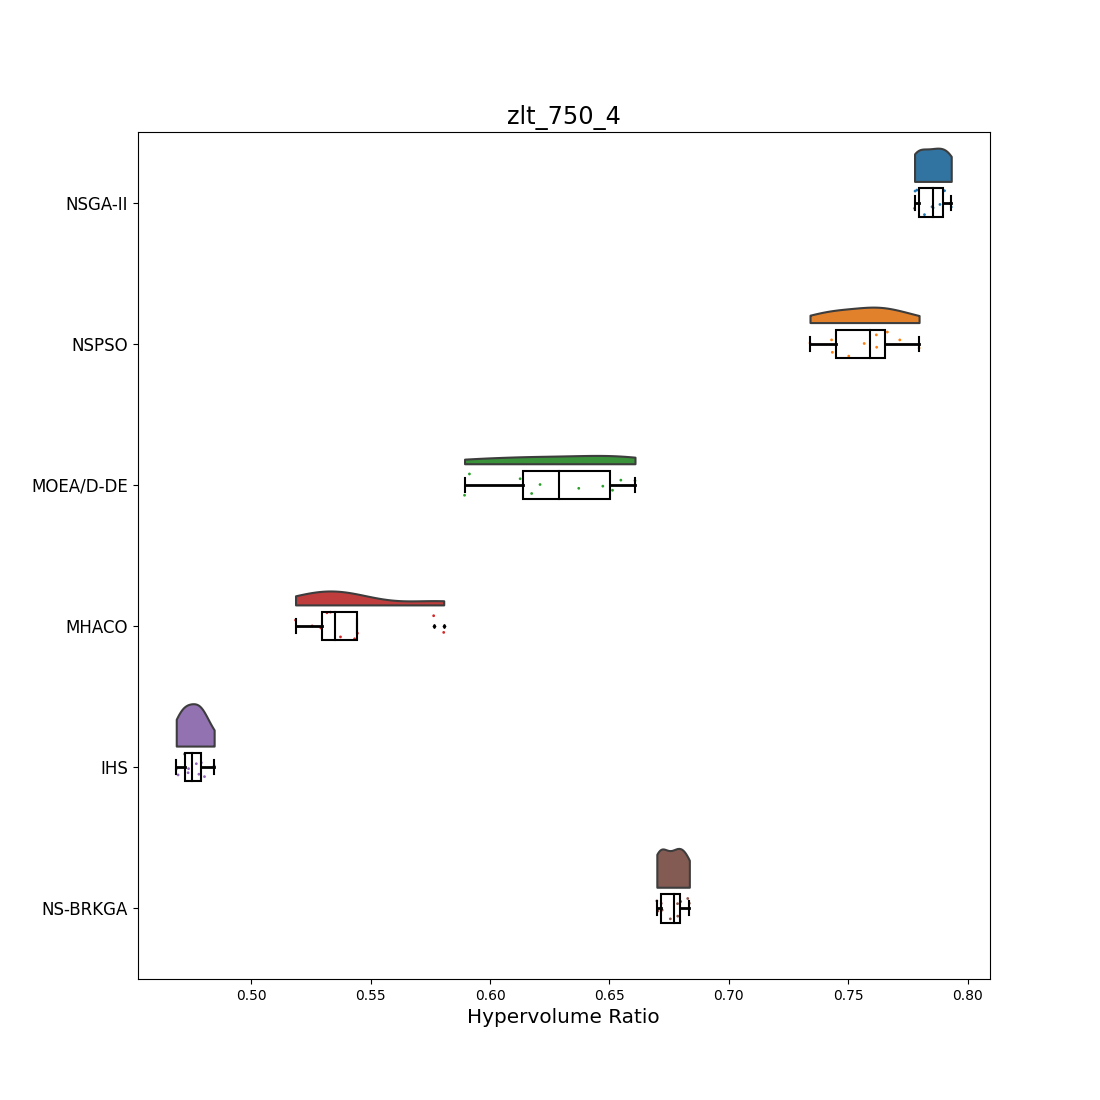 zlt_750_4
NSGA-II
NSPSO
MOEA/D-DE
MHACO
IHS
NS-BRKGA
0.50 0.55 0.60 0.65 0.70 0.75 0.80
Hypervolume Ratio